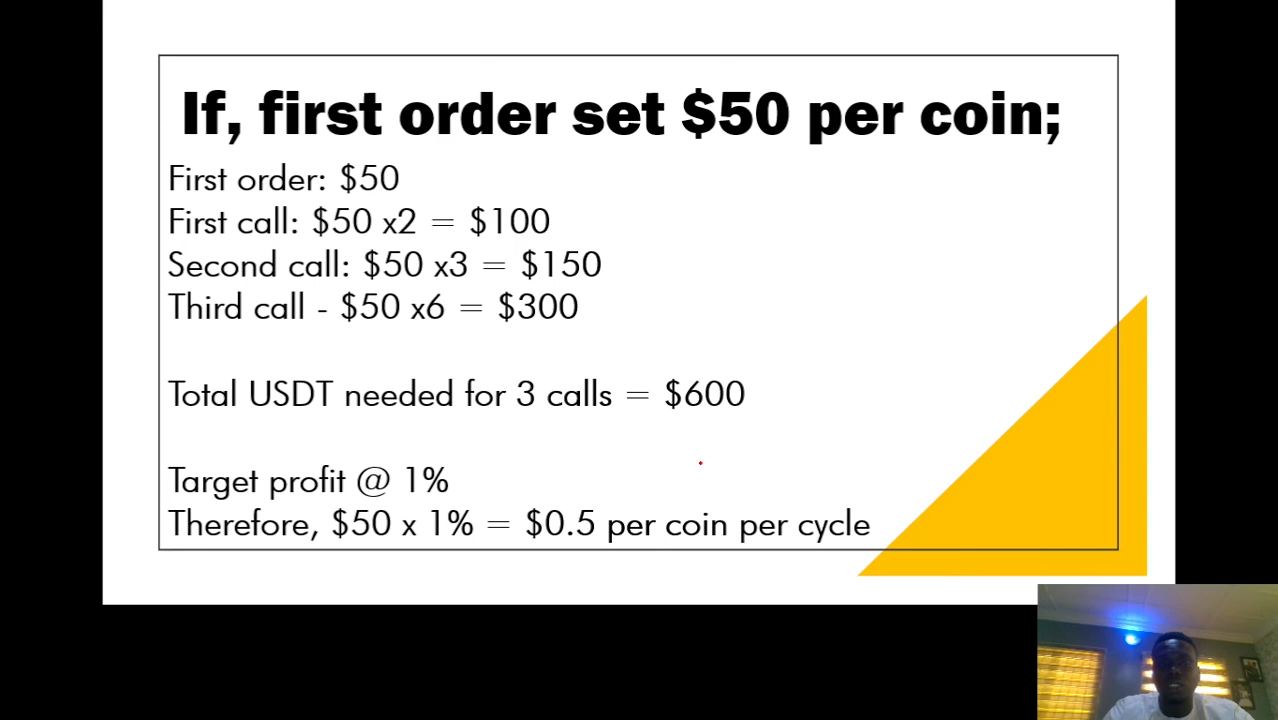 If, first order set $50 per coin;
First order: $50
First call: $50 x2 = $100
Second call: $50 x3 = $150
Third call - $50 x6 = $300
Total USDT needed for 3 calls = $600
Target profit @ 1%
Therefore, $50 x 1% = $0.5 per coin per cycle